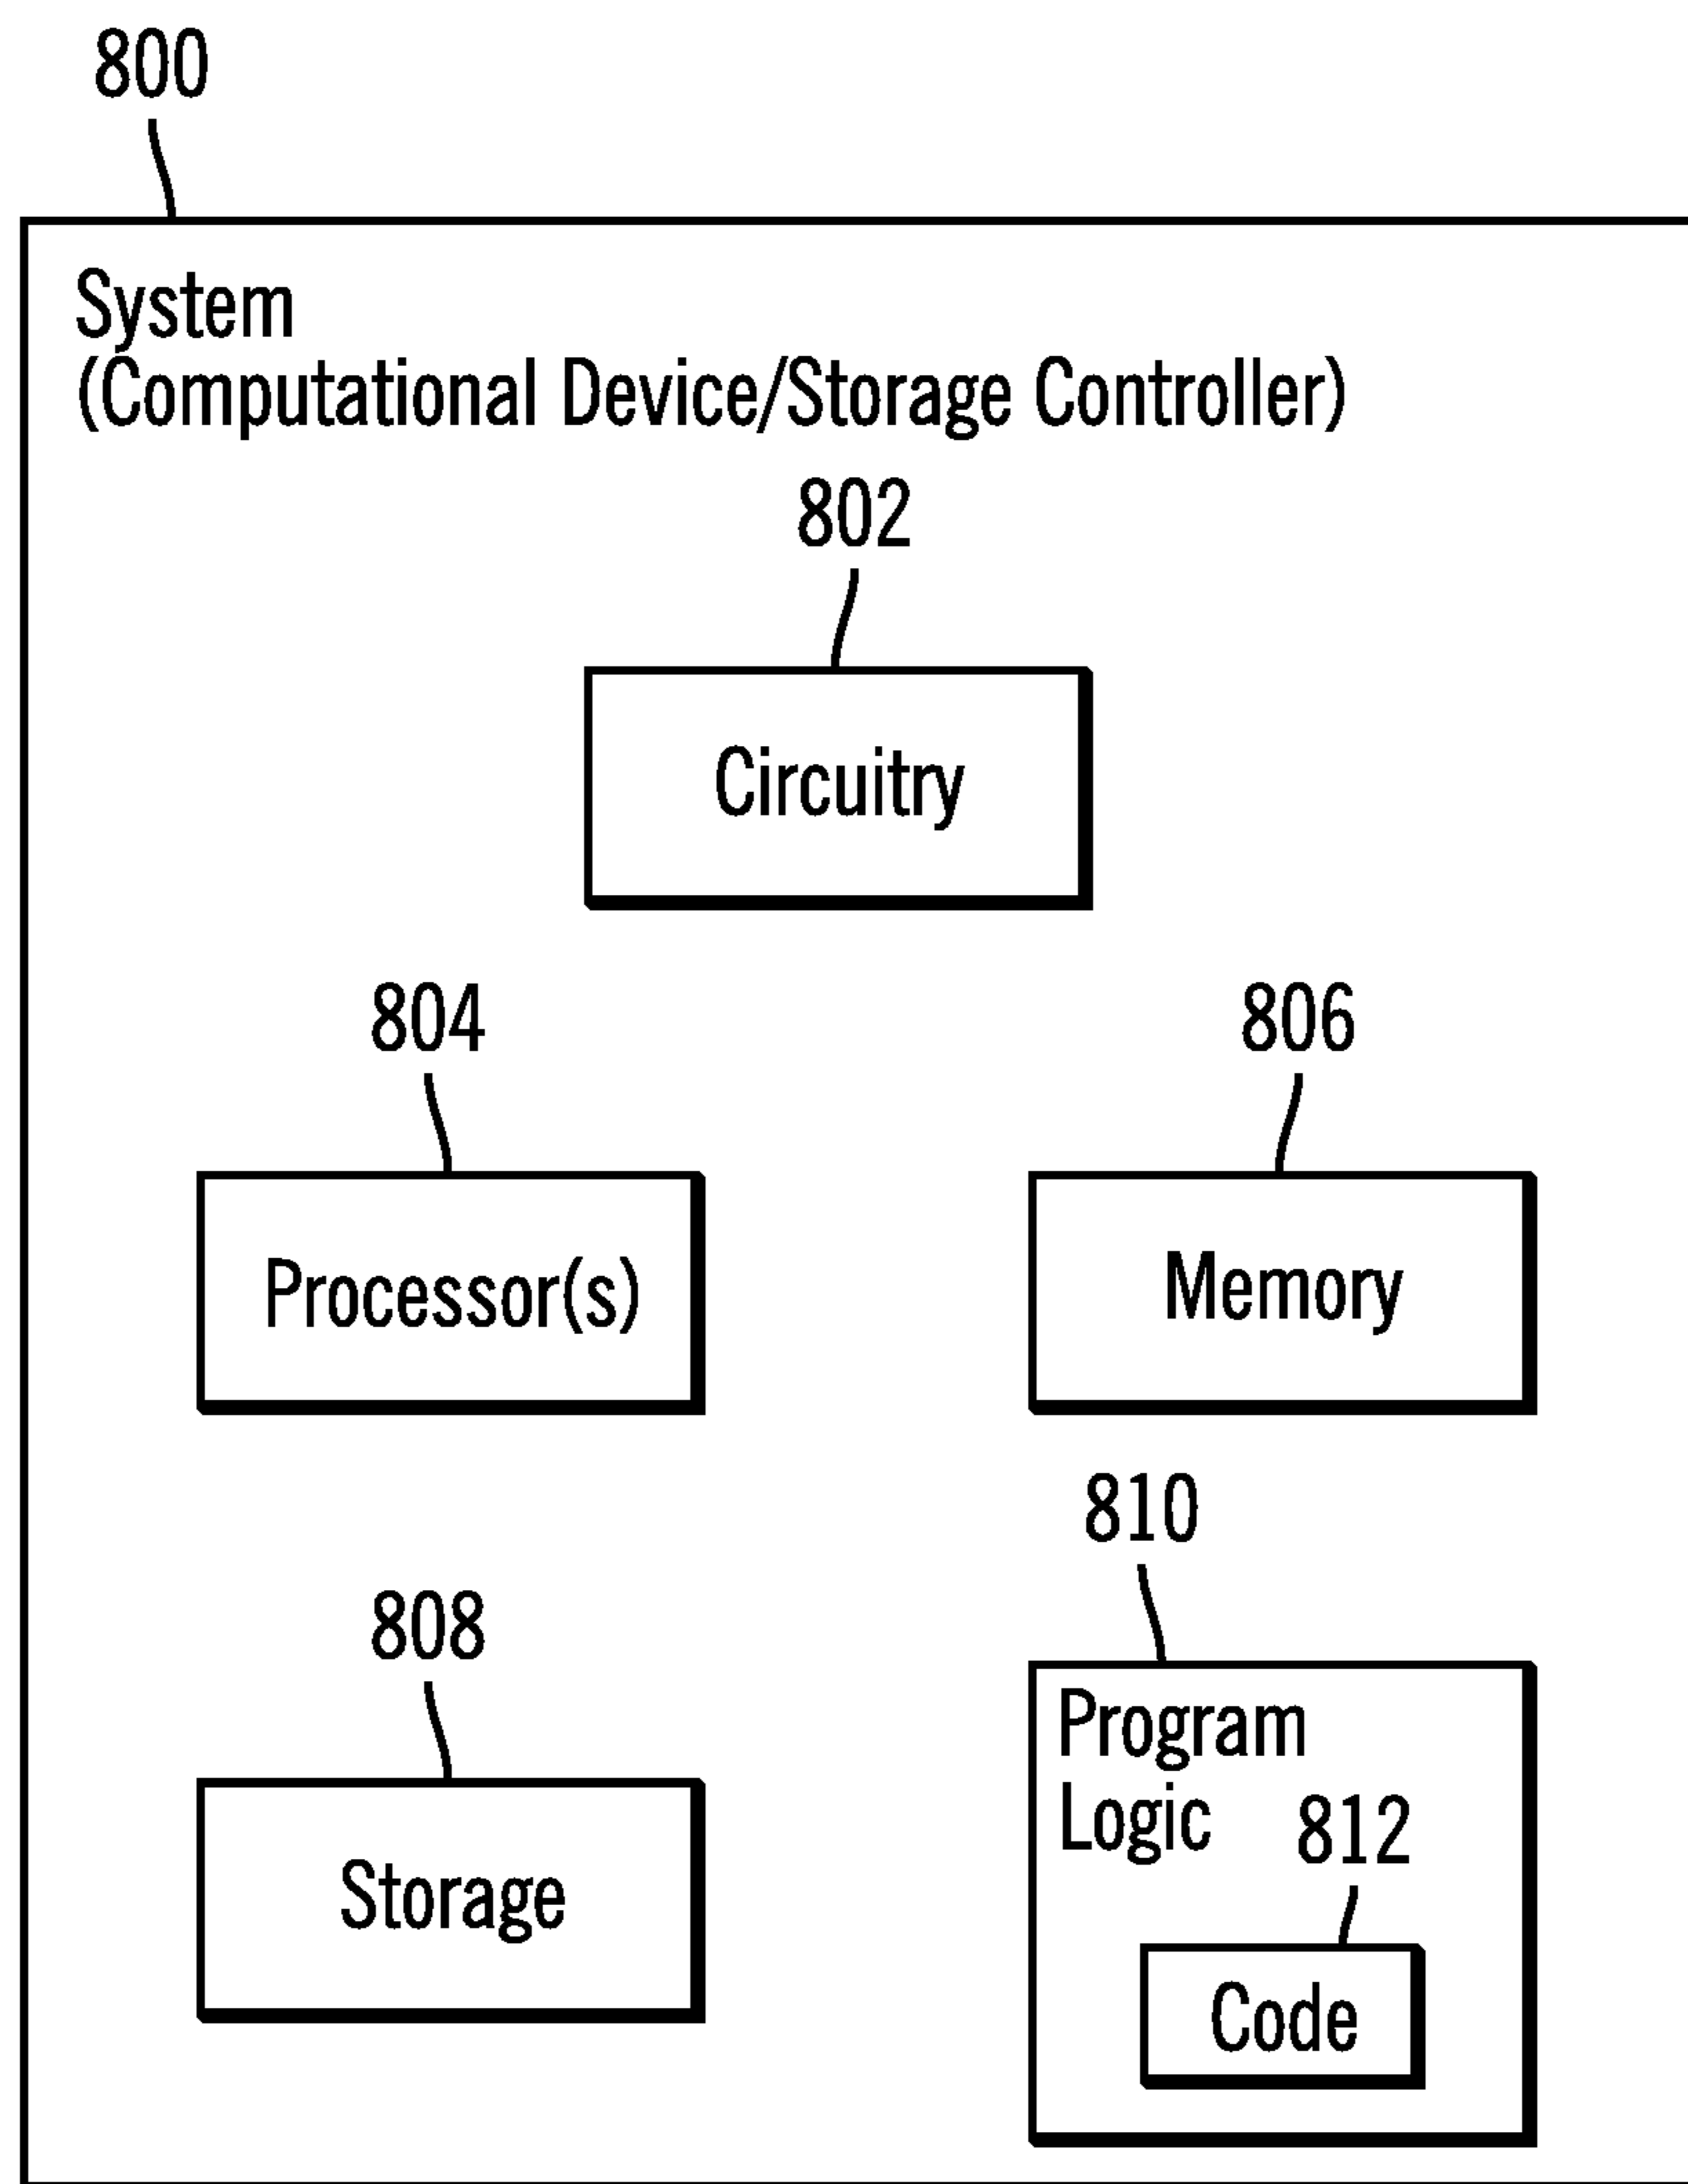 800
System
(Computational Device/Storage Controller)
802
Circuitry
804
806
Processor(s)
Memory
810
808
Program
Logic
812
Storage
Code